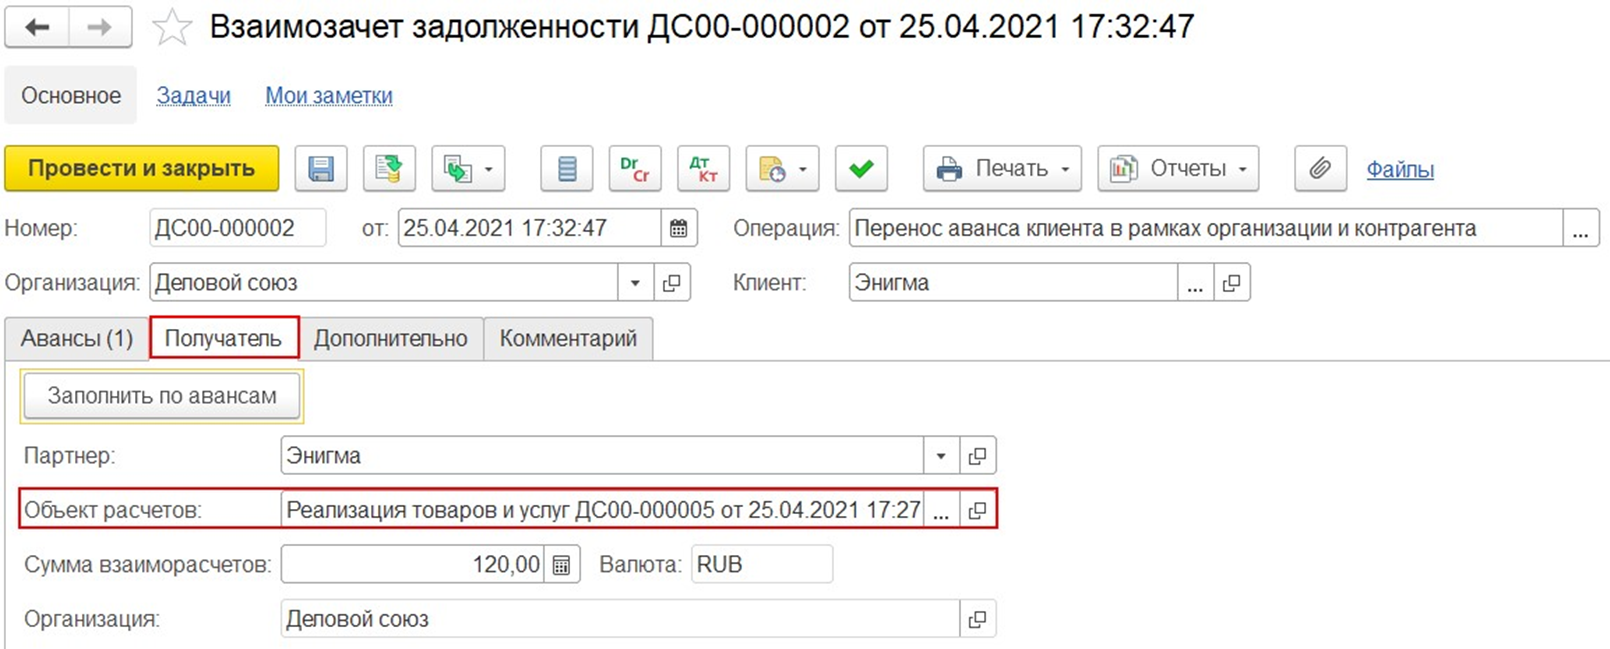 Взаимозачет задолженности ДС00-000002 от 25.04.2021 17:32:47
Основное Задачи Мои заметки
Провести и закрыть Dr Cr Дт Кт Печать Отчеты Файлы
Номер: ДС00-000002 от: 25.04.2021 17:32:47 Операция: Перенос аванса клиента в рамках организации и контрагента ...
Организация: Деловой союз Клиент: Энигма ...
Авансы (1) Получатель Дополнительно Комментарий
Заполнить по авансам
Партнер: Энигма
Объект расчетов: Реализация товаров и услуг ДС00-000005 от 25.04.2021 17:27 ...
Сумма взаиморасчетов: 120,00 Валюта: RUB
Организация: Деловой союз